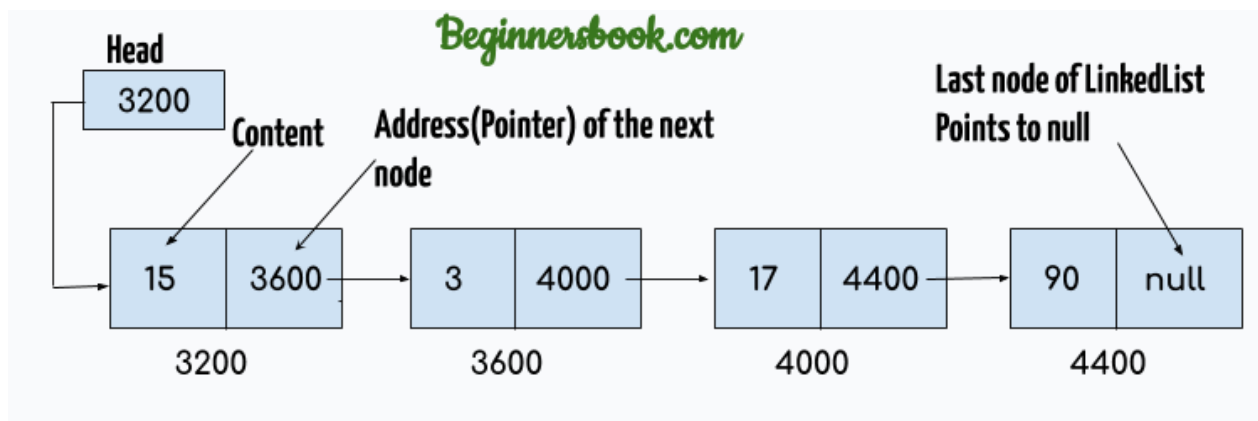 Beginnersbook.com
Head
3200
Content
Address(Pointer) of the next
node
Last node of LinkedList
Points to null
15 3600 3 4000 17 4400 90 null
3200 3600 4000 4400